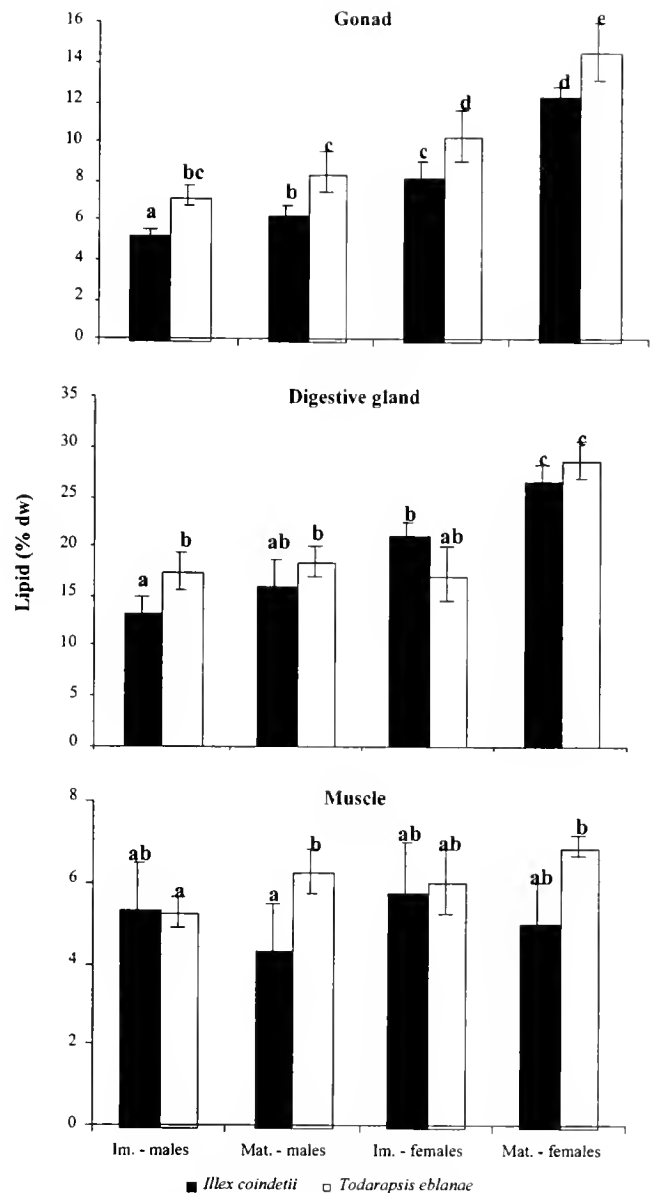 Gonad
16
14
12
10
8
6
4
2
0
a
bc
b
c
c
d
d
e
Digestive gland
35
30
25
20
15
10
5
0
a
b
ab
b
b
ab
c
c
Lipid (% dw)
Muscle
8
6
4
2
0
ab
a
a
b
ab
ab
ab
b
Im. - males
Mat. - males
Im. - females
Mat. - females
Illex coindetii
Todarapsis eblanae